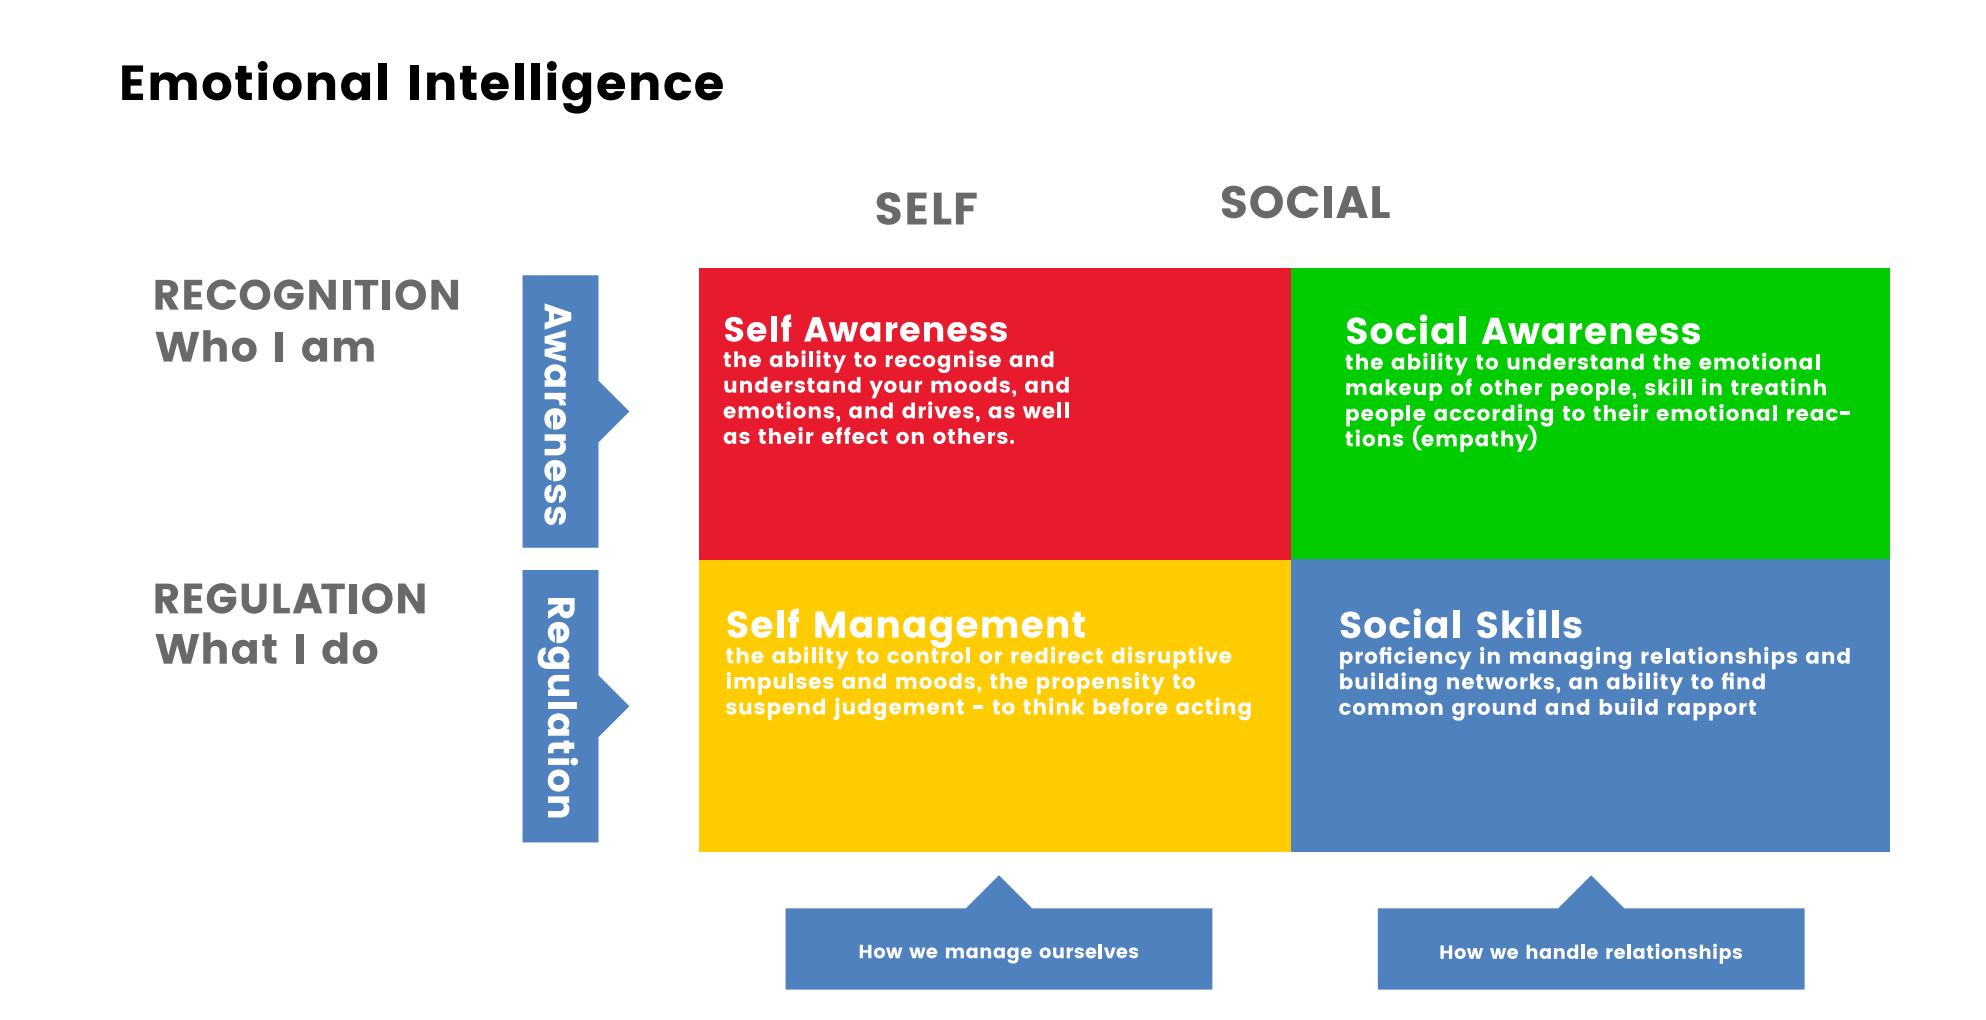 Emotional Intelligence
SELF
SOCIAL
RECOGNITION
Who I am
Awareness
Self Awareness
the ability to recognise and
understand your moods, and
emotions, and drives, as well
as their effect on others.
Social Awareness
the ability to understand the emotional
makeup of other people, skill in treatinh
people according to their emotional reac-
tions (empathy)
REGULATION
What I do
Regulation
Self Management
the ability to control or redirect disruptive
impulses and moods, the propensity to
suspend judgement - to think before acting
Social Skills
proficiency in managing relationships and
building networks, an ability to find
common ground and build rapport
How we manage ourselves
How we handle relationships